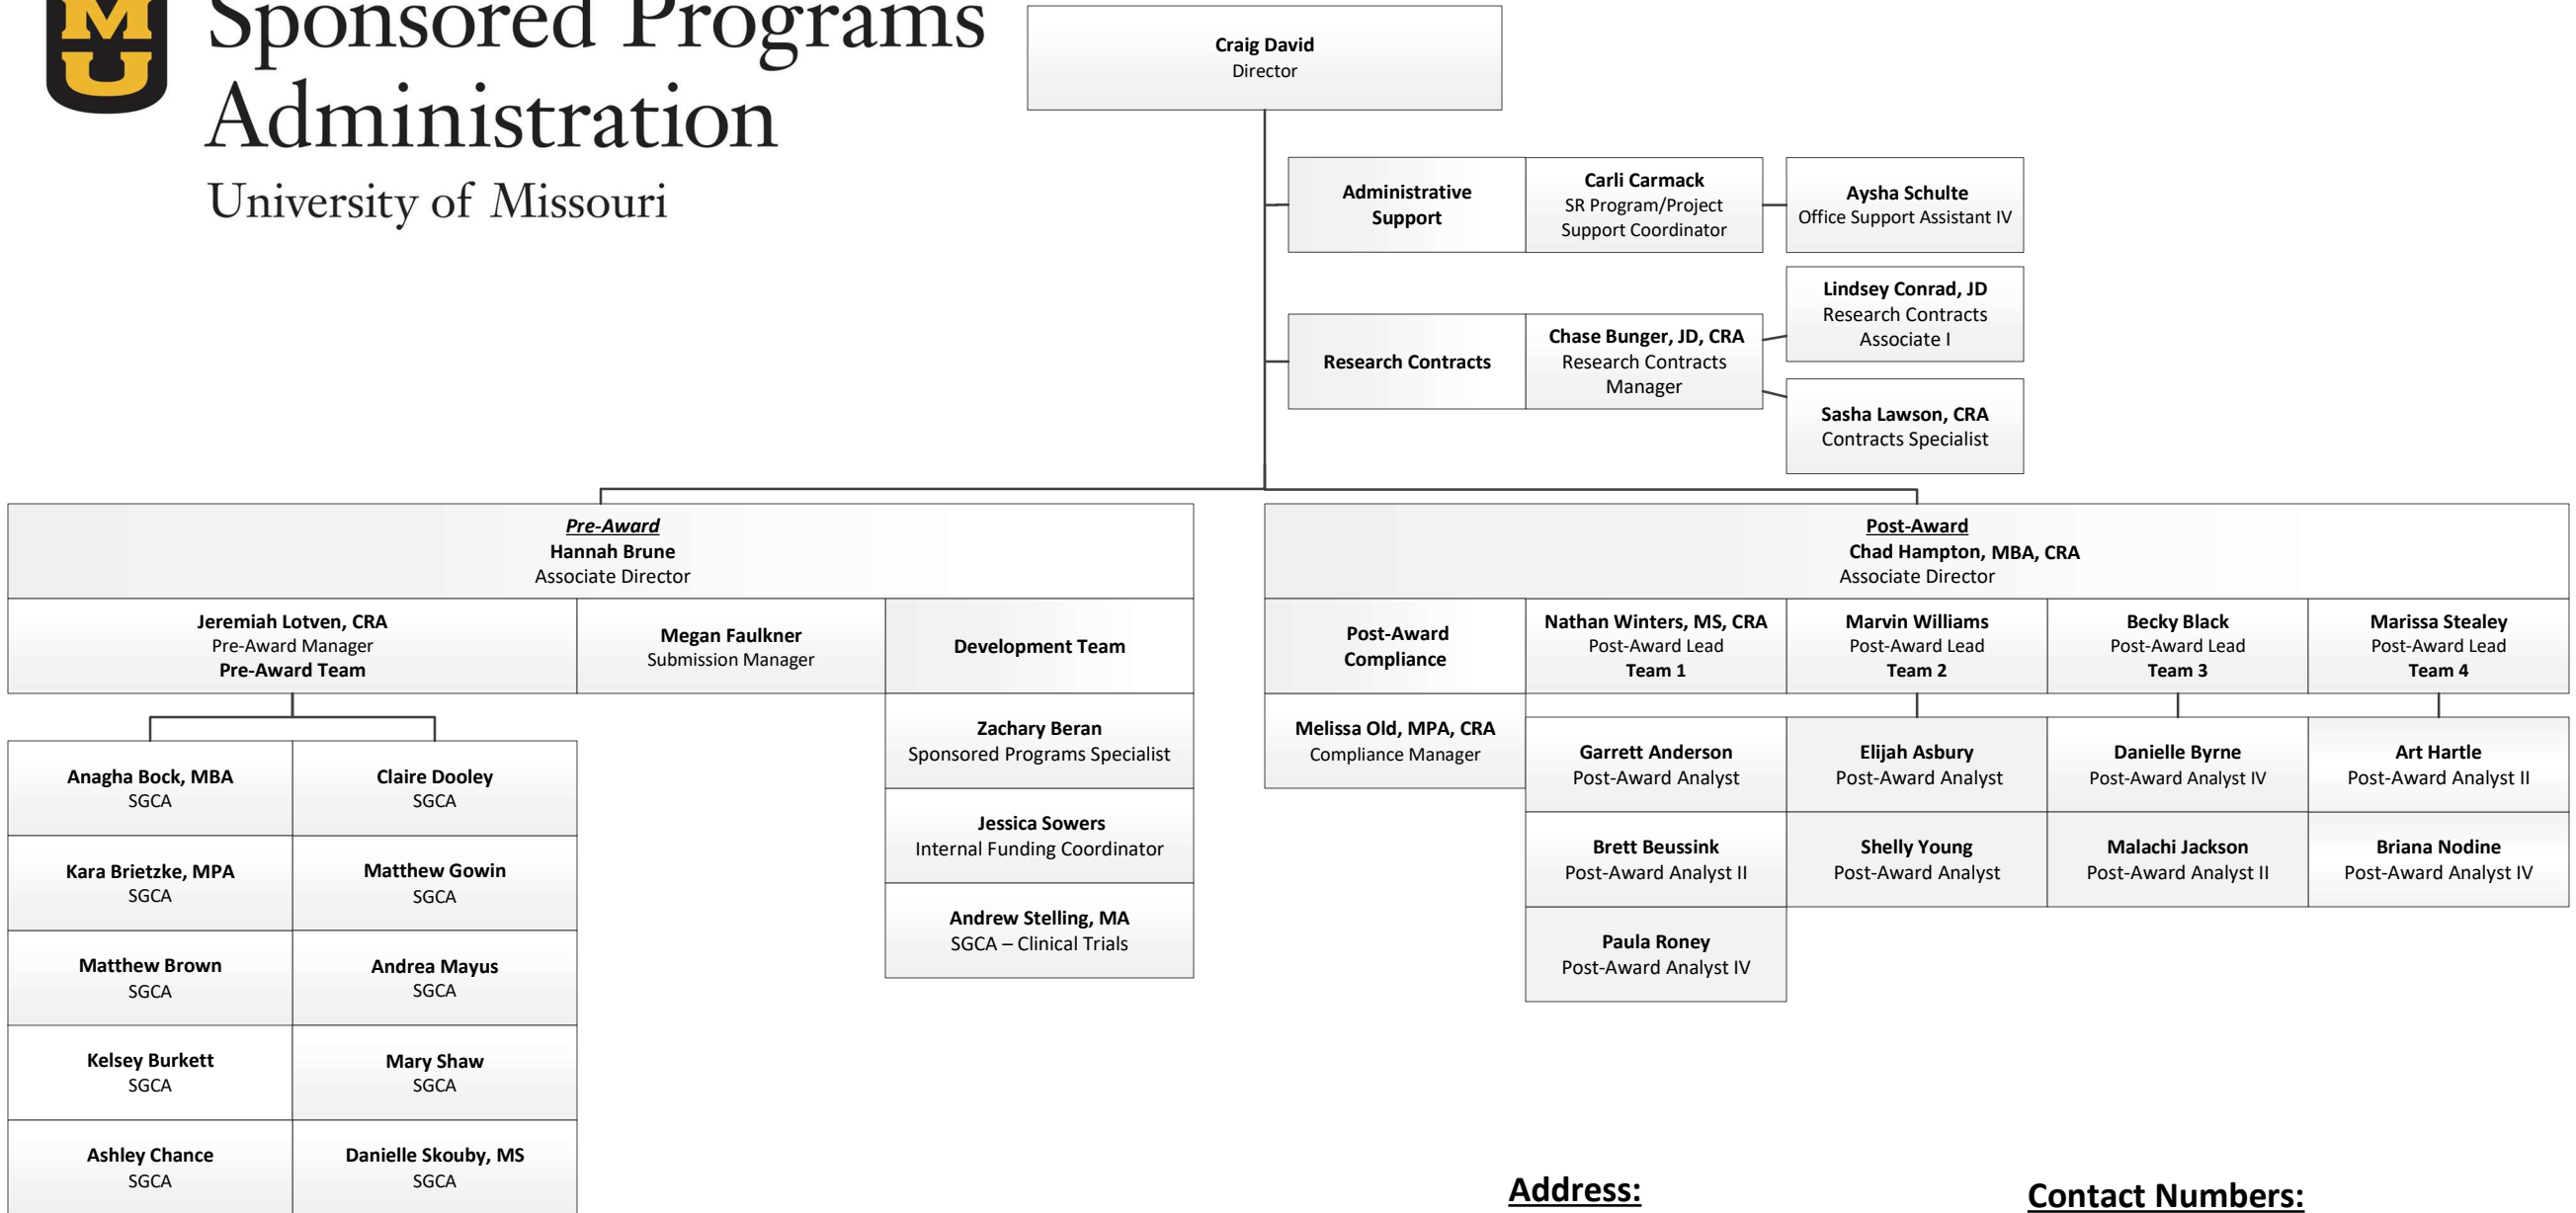 MU
Sponsored Programs
Administration
University of Missouri
Craig David
Director
Administrative
Support
Carli Carmack
SR Program/Project
Support Coordinator
Aysha Schulte
Office Support Assistant IV
Research Contracts
Chase Bunger, JD, CRA
Research Contracts
Manager
Lindsey Conrad, JD
Research Contracts
Associate I
Sasha Lawson, CRA
Contracts Specialist
Pre-Award
Hannah Brune
Associate Director
Jeremiah Lotven, CRA
Pre-Award Manager
Pre-Award Team
Megan Faulkner
Submission Manager
Development Team
Anagha Bock, MBA
SGCA
Kara Brietzke, MPA
SGCA
Matthew Brown
SGCA
Kelsey Burkett
SGCA
Ashley Chance
SGCA
Claire Dooley
SGCA
Matthew Gowin
SGCA
Andrea Mayus
SGCA
Mary Shaw
SGCA
Danielle Skouby, MS
SGCA
Zachary Beran
Sponsored Programs Specialist
Jessica Sowers
Internal Funding Coordinator
Andrew Stelling, MA
SGCA – Clinical Trials
Post-Award
Chad Hampton, MBA, CRA
Associate Director
Post-Award
Compliance
Melissa Old, MPA, CRA
Compliance Manager
Nathan Winters, MS, CRA
Post-Award Lead
Team 1
Garrett Anderson
Post-Award Analyst
Brett Beussink
Post-Award Analyst II
Paula Roney
Post-Award Analyst IV
Marvin Williams
Post-Award Lead
Team 2
Elijah Asbury
Post-Award Analyst
Shelly Young
Post-Award Analyst
Becky Black
Post-Award Lead
Team 3
Danielle Byrne
Post-Award Analyst IV
Malachi Jackson
Post-Award Analyst II
Marissa Stealey
Post-Award Lead
Team 4
Art Hartle
Post-Award Analyst II
Briana Nodine
Post-Award Analyst IV
Address:
Contact Numbers: